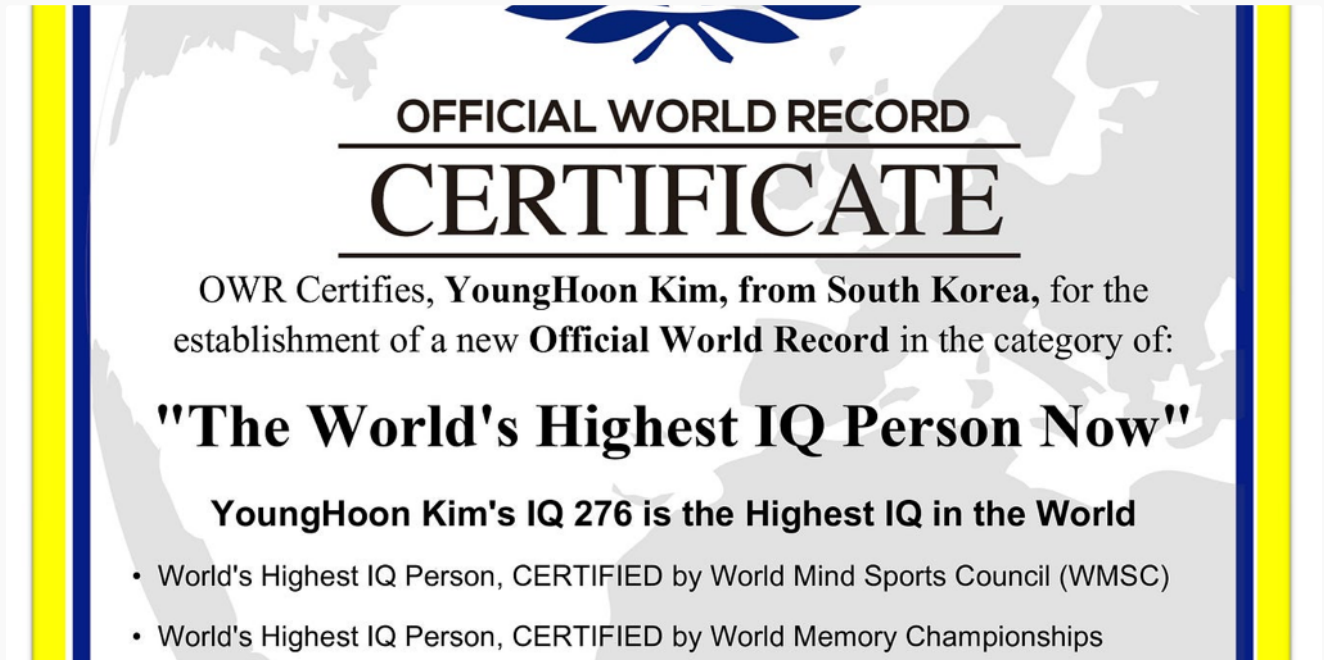 OFFICIAL WORLD RECORD
CERTIFICATE
OWR Certifies, YoungHoon Kim, from South Korea, for the
establishment of a new Official World Record in the category of:
"The World's Highest IQ Person Now"
YoungHoon Kim's IQ 276 is the Highest IQ in the World
• World's Highest IQ Person, CERTIFIED by World Mind Sports Council (WMSC)
• World's Highest IQ Person, CERTIFIED by World Memory Championships